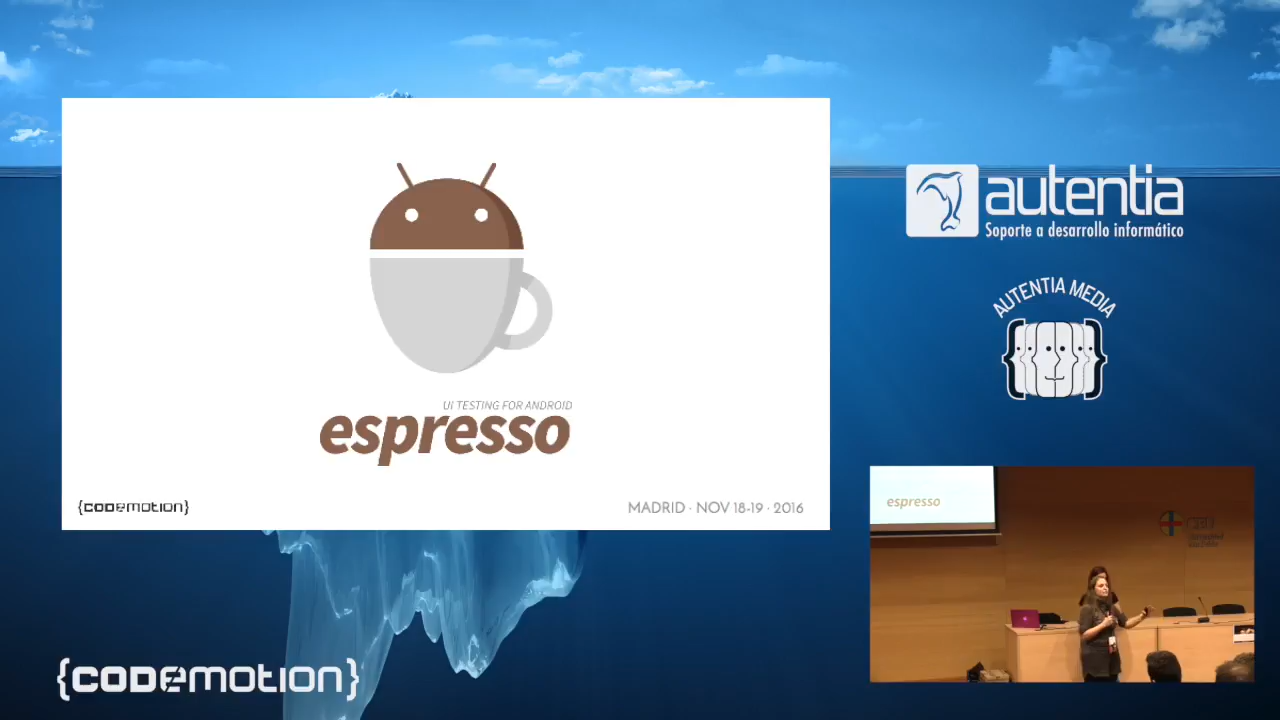 UI TESTING FOR ANDROID
espresso
{CODEMOTION}
MADRID · NOV 18-19 · 2016
autentia
Soporte a desarrollo informático
AUTENTIA MEDIA
espresso
{CODEMOTION}